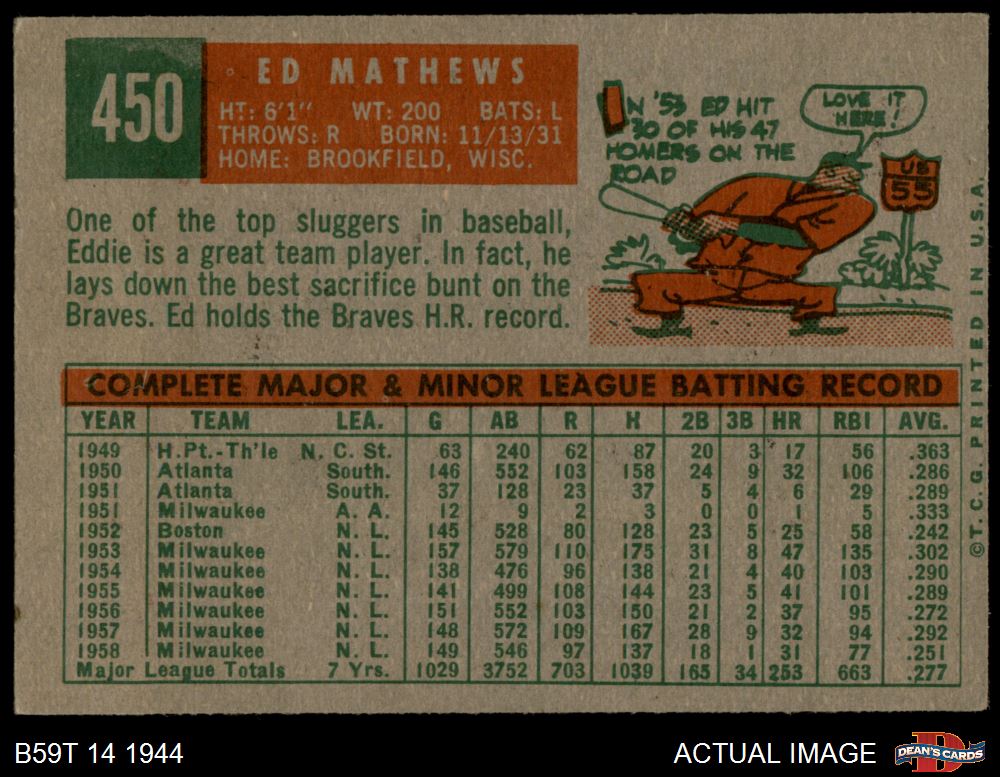 450
ED MATHEWS
HT: 6'1" WT: 200 BATS: L
THROWS: R BORN: 11/13/31
HOME: BROOKFIELD, WISC.
One of the top sluggers in baseball,
Eddie is a great team player. In fact, he
lays down the best sacrifice bunt on the
Braves. Ed holds the Braves H.R. record.
IN '53 ED HIT
30 OF HIS 47
HOMERS ON THE
ROAD
LOVE IT
HERE!
US
55
COMPLETE MAJOR & MINOR LEAGUE BATTING RECORD
YEAR TEAM LEA. G AB R H 2B 3B HR RBI AVG.
1949 H.Pt.-Th'le N. C. St. 63 240 62 87 20 3 17 56 .363
1950 Atlanta South. 146 552 103 158 24 9 32 106 .286
1951 Atlanta South. 37 128 23 37 5 4 6 29 .289
1951 Milwaukee A. A. 12 9 2 3 0 0 1 5 .333
1952 Boston N. L. 145 528 80 128 23 5 25 58 .242
1953 Milwaukee N. L. 157 579 110 175 31 8 47 135 .302
1954 Milwaukee N. L. 138 476 96 138 21 4 40 103 .290
1955 Milwaukee N. L. 141 499 108 144 23 5 41 101 .289
1956 Milwaukee N. L. 151 552 103 150 21 2 37 95 .272
1957 Milwaukee N. L. 148 572 109 167 28 9 32 94 .292
1958 Milwaukee N. L. 149 546 97 137 18 1 31 77 .251
Major League Totals 7 Yrs. 1029 3752 703 1039 165 34 253 663 .277
©T.C.G. PRINTED IN U.S.A.
B59T 14 1944
ACTUAL IMAGE
D
DEAN'S CARDS